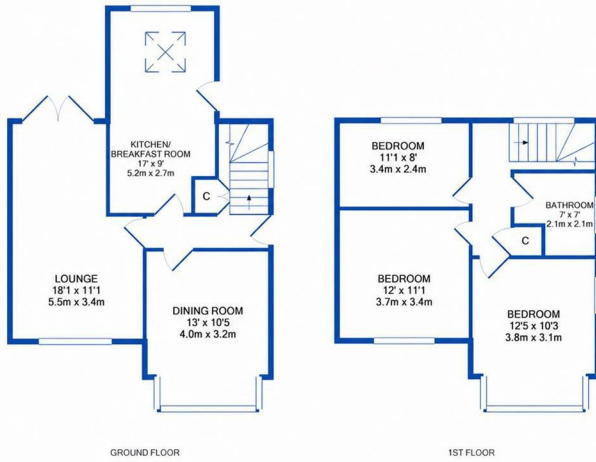 KITCHEN/
BREAKFAST ROOM
17' x 9'
5.2m x 2.7m
C
LOUNGE
18'1 x 11'1
5.5m x 3.4m
DINING ROOM
13' x 10'5
4.0m x 3.2m
GROUND FLOOR
BEDROOM
11'1 x 8'
3.4m x 2.4m
BATHROOM
7' x 7'
2.1m x 2.1m
C
BEDROOM
12' x 11'1
3.7m x 3.4m
BEDROOM
12'5 x 10'3
3.8m x 3.1m
1ST FLOOR